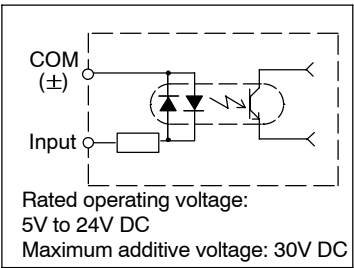 COM
(±)
Input
Rated operating voltage:
5V to 24V DC
Maximum additive voltage: 30V DC